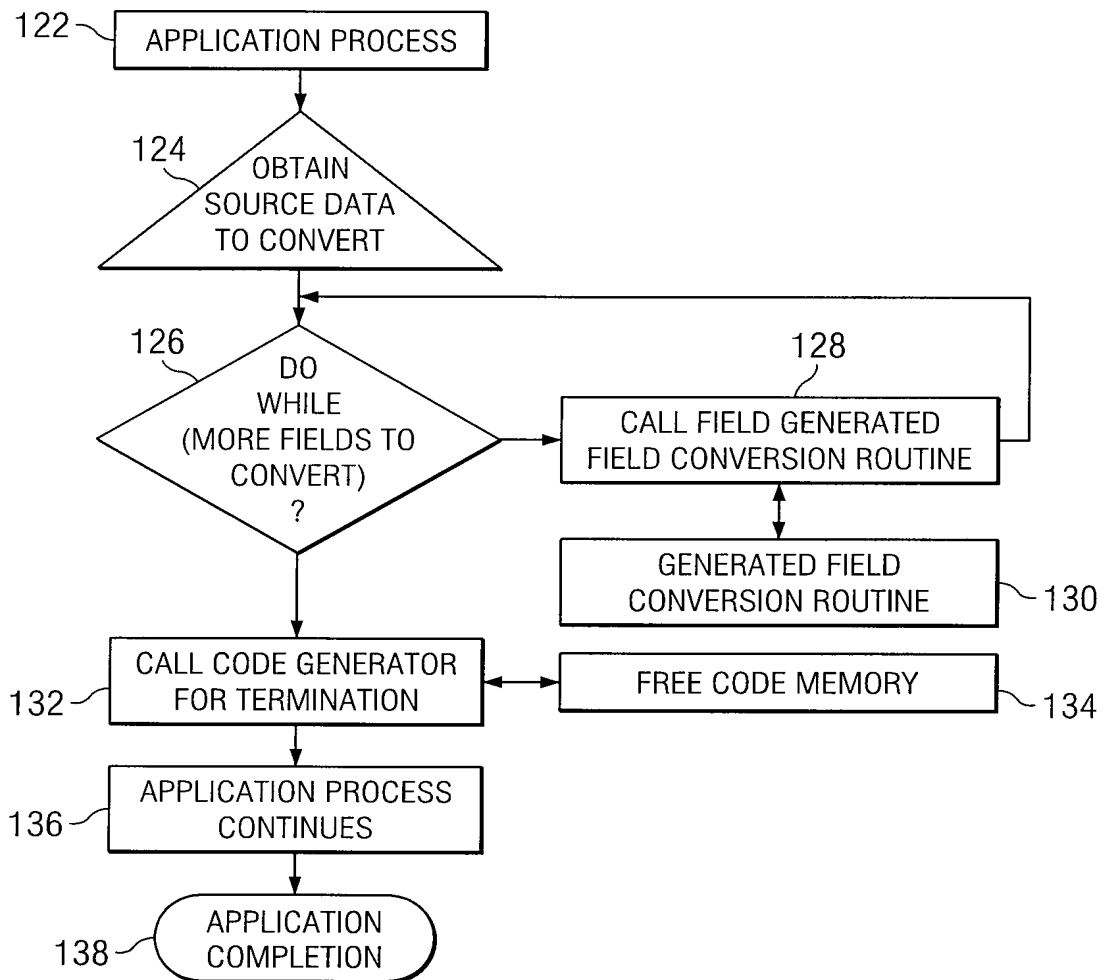 122
APPLICATION PROCESS
124
OBTAIN
SOURCE DATA
TO CONVERT
126
DO
WHILE
(MORE FIELDS TO
CONVERT)
?
128
CALL FIELD GENERATED
FIELD CONVERSION ROUTINE
GENERATED FIELD
CONVERSION ROUTINE
130
132
CALL CODE GENERATOR
FOR TERMINATION
FREE CODE MEMORY
134
136
APPLICATION PROCESS
CONTINUES
138
APPLICATION
COMPLETION